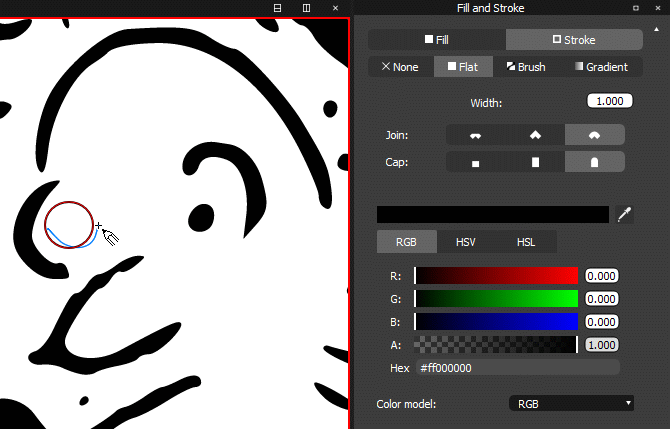 Fill and Stroke
Fill Stroke
None Flat Brush Gradient
Width: 1.000
Join:
Cap:
RGB HSV HSL
R: 0.000
G: 0.000
B: 0.000
A: 1.000
Hex #ff000000
Color model: RGB